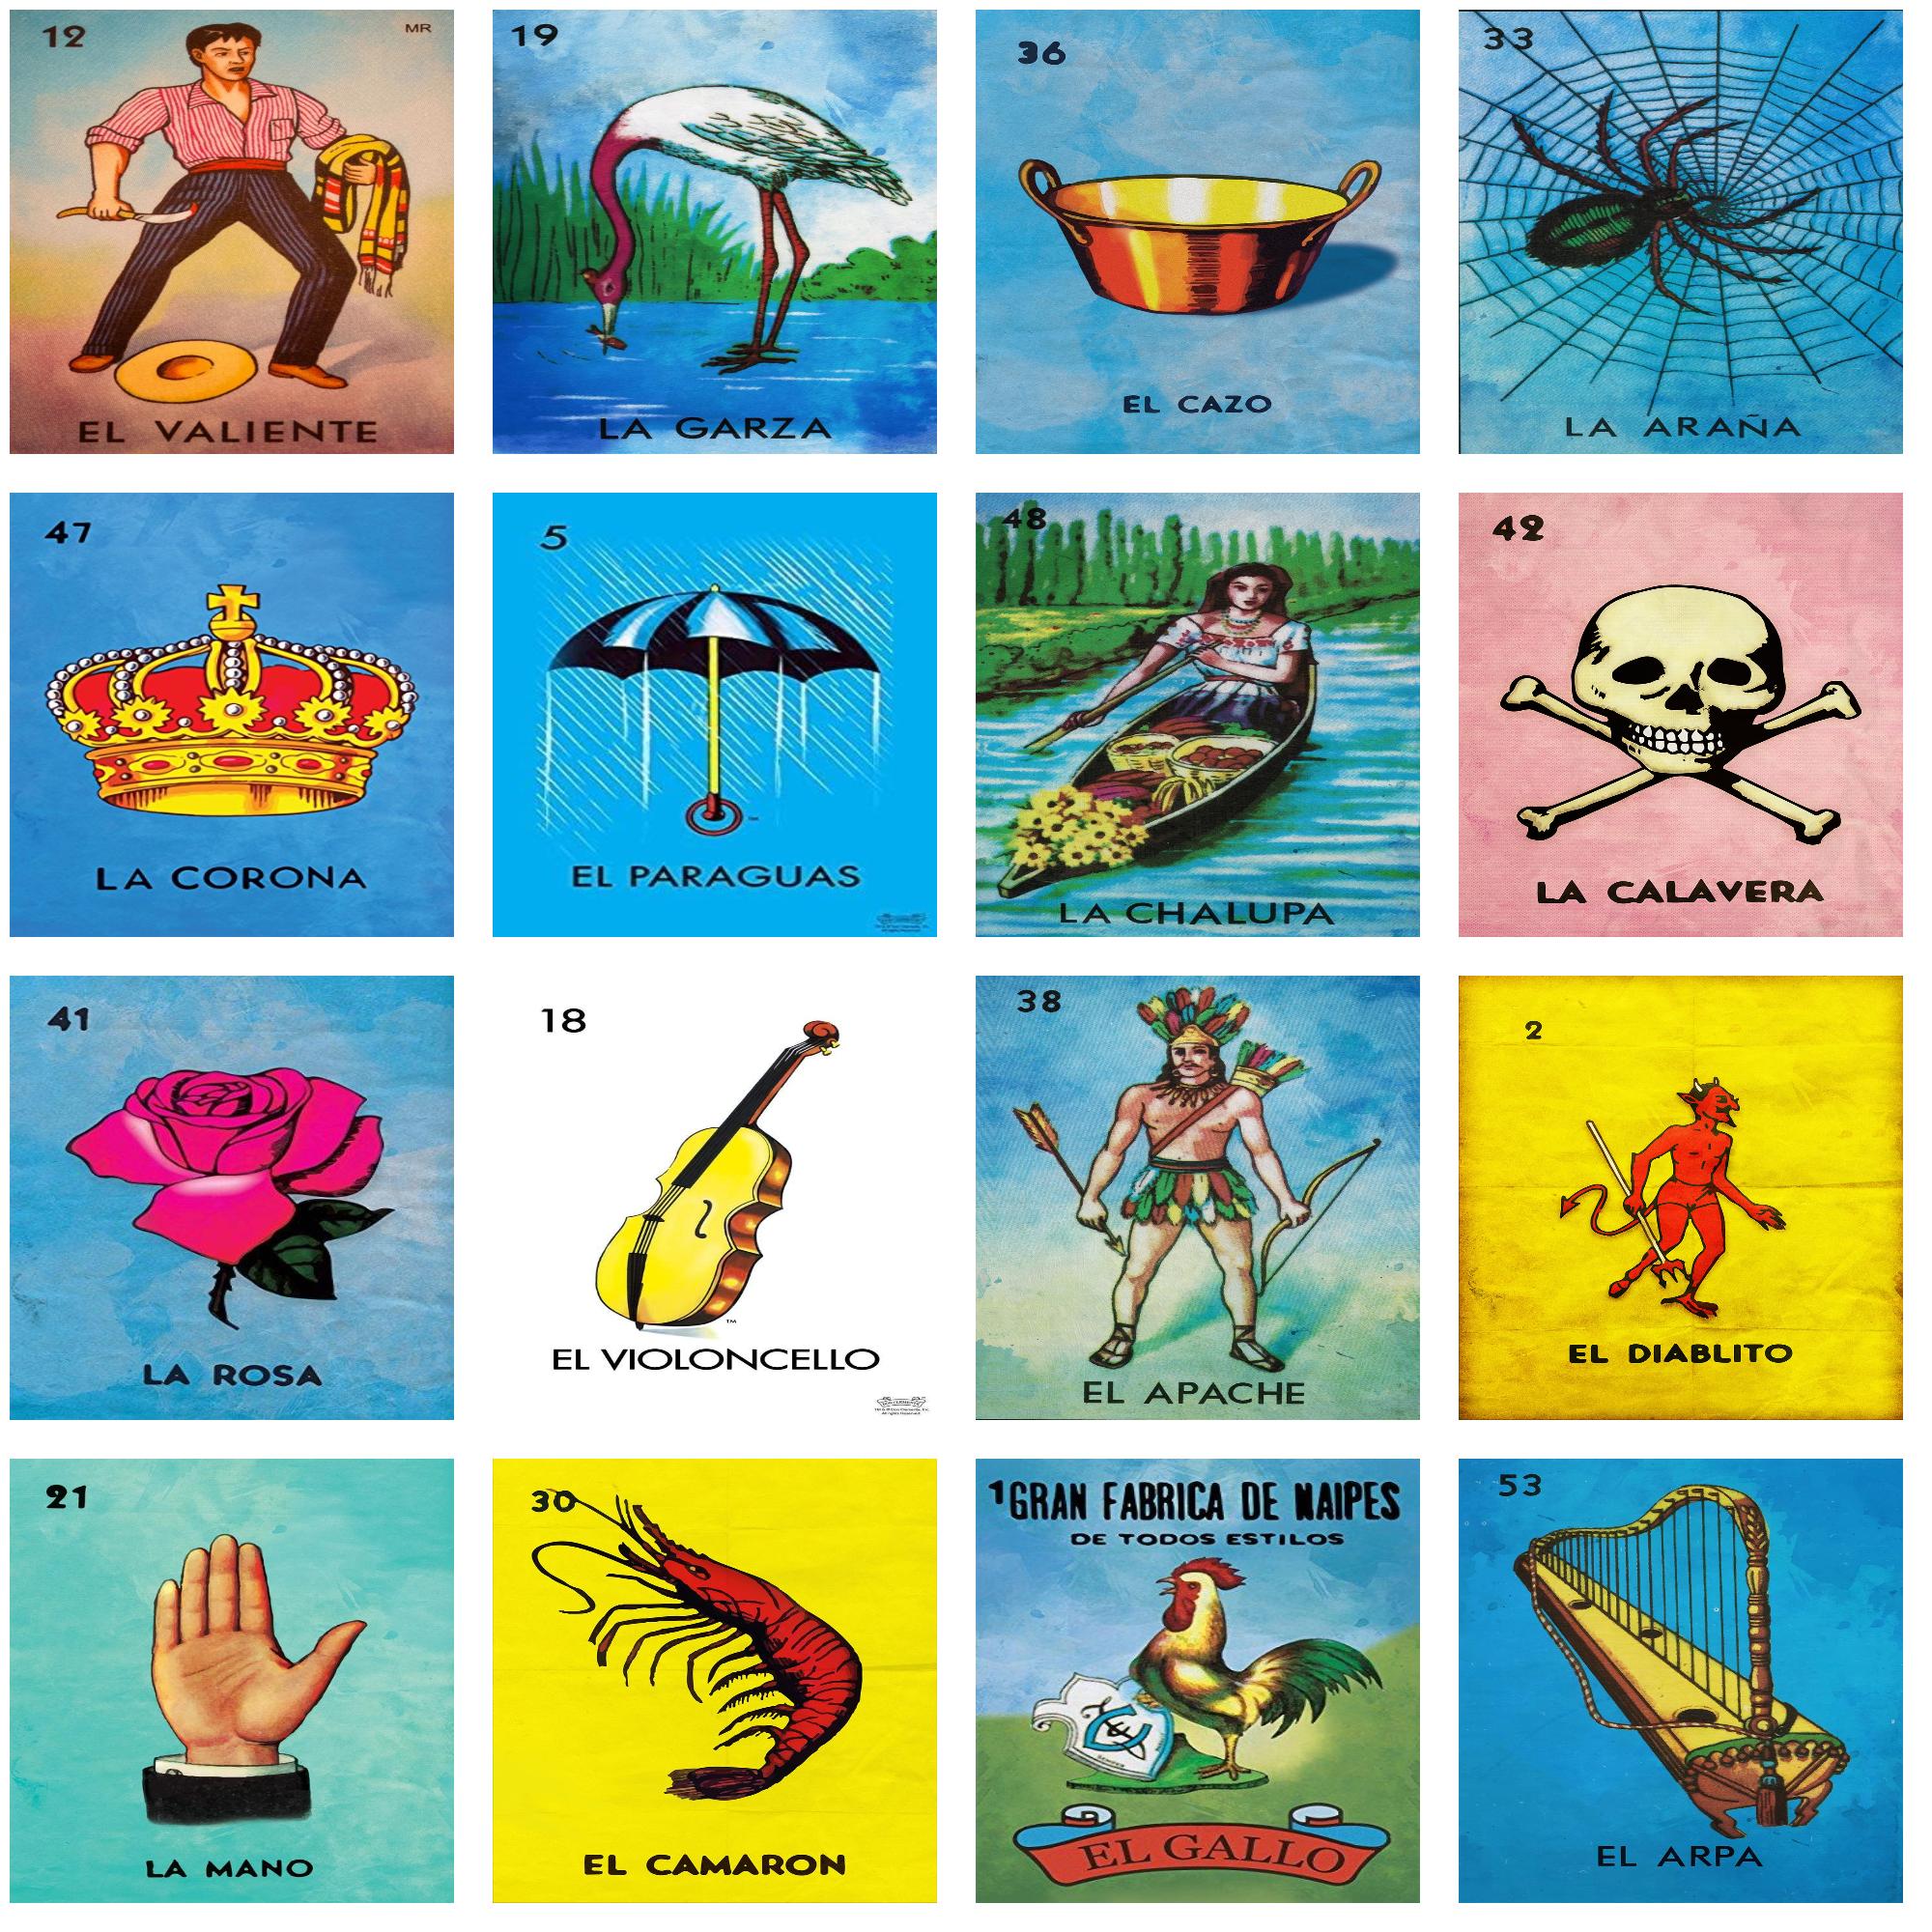 12
MR
EL VALIENTE
19
LA GARZA
36
EL CAZO
33
LA ARAÑA
47
LA CORONA
5
™
EL PARAGUAS
48
LA CHALUPA
42
LA CALAVERA
41
LA ROSA
18
™
EL VIOLONCELLO
38
EL APACHE
2
EL DIABLITO
21
LA MANO
30
EL CAMARON
1 GRAN FABRICA DE NAIPES
DE TODOS ESTILOS
EL GALLO
53
EL ARPA